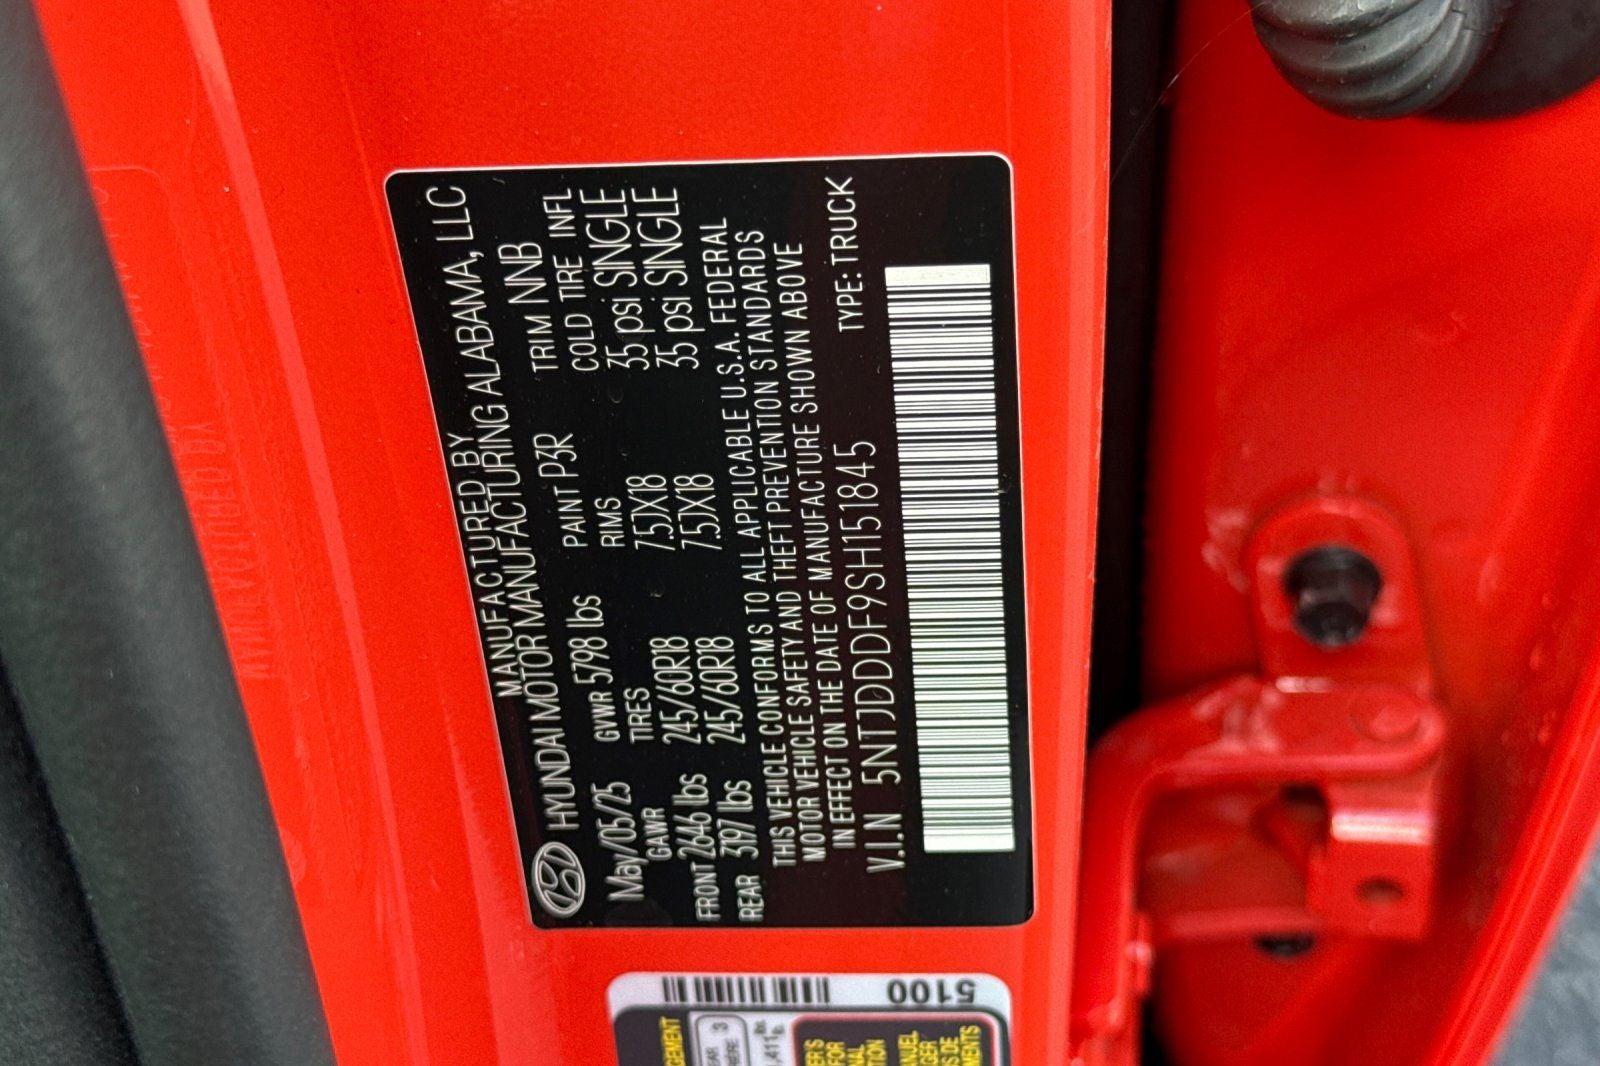 MANUFACTURED BY
HYUNDAI MOTOR MANUFACTURING ALABAMA, LLC
May/05/25 GVWR 5798 lbs PAINT P3R TRIM NNB
GAWR TIRES RIMS COLD TIRE INFL
FRONT 2646 lbs 245/60R18 7.5JX18 35 psi SINGLE
REAR 3197 lbs 245/60R18 7.5JX18 35 psi SINGLE
THIS VEHICLE CONFORMS TO ALL APPLICABLE U.S.A. FEDERAL
MOTOR VEHICLE SAFETY AND THEFT PREVENTION STANDARDS
IN EFFECT ON THE DATE OF MANUFACTURE SHOWN ABOVE
V.I.N 5NTJDDDF9SH151845 TYPE: TRUCK
5100
3